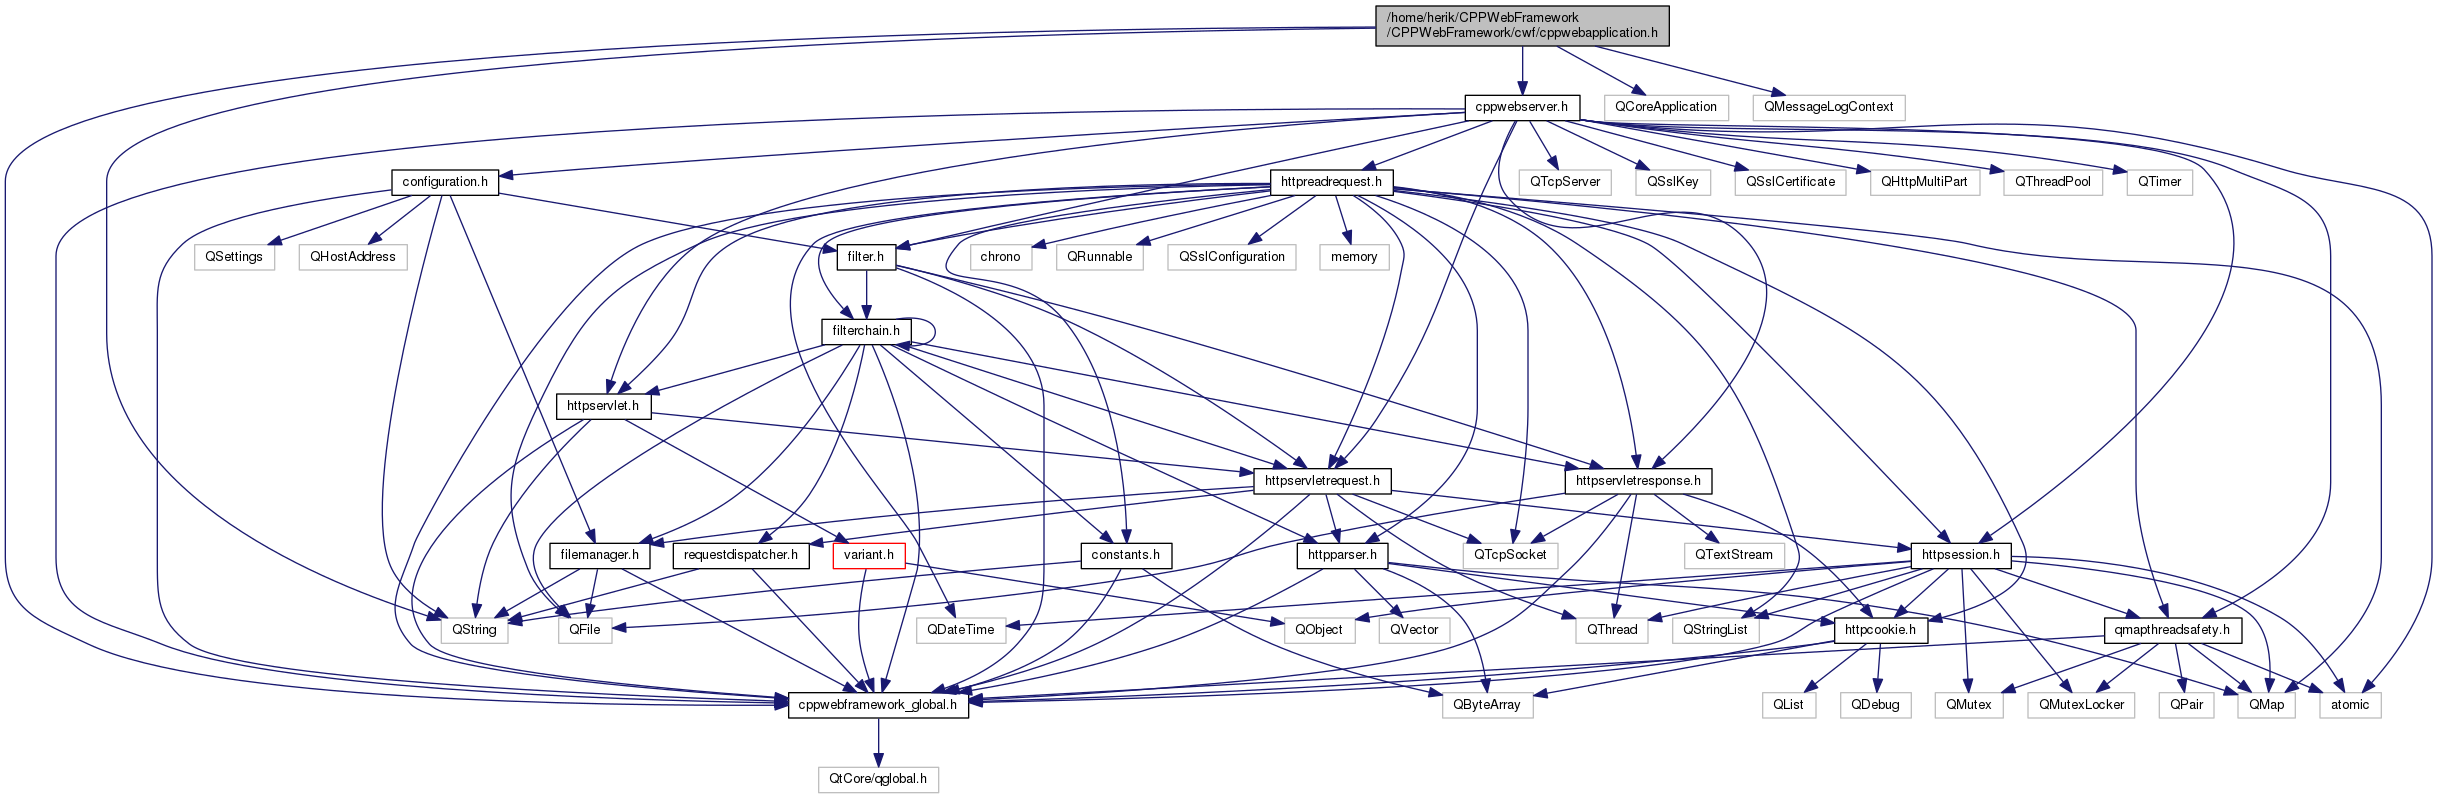 /home/herik/CPPWebFramework
/CPPWebFramework/cwf/cppwebapplication.h
cppwebserver.h
QCoreApplication
QMessageLogContext
configuration.h
httpreadrequest.h
QTcpServer
QSslKey
QSslCertificate
QHttpMultiPart
QThreadPool
QTimer
QSettings
QHostAddress
filter.h
chrono
QRunnable
QSslConfiguration
memory
filterchain.h
httpservlet.h
httpservletrequest.h
httpservletresponse.h
filemanager.h
requestdispatcher.h
variant.h
constants.h
httpparser.h
QTcpSocket
QTextStream
httpsession.h
QString
QFile
QDateTime
QObject
QVector
QThread
QStringList
httpcookie.h
qmapthreadsafety.h
cppwebframework_global.h
QByteArray
QList
QDebug
QMutex
QMutexLocker
QPair
QMap
atomic
QtCore/qglobal.h